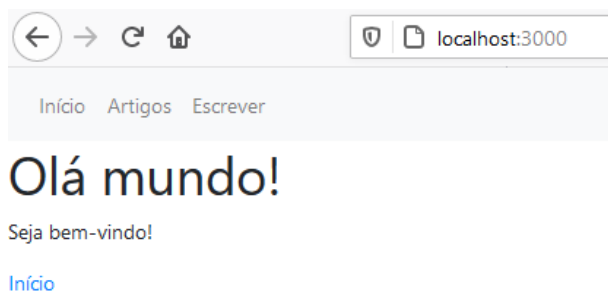 localhost:3000
Início Artigos Escrever
Olá mundo!
Seja bem-vindo!
Início